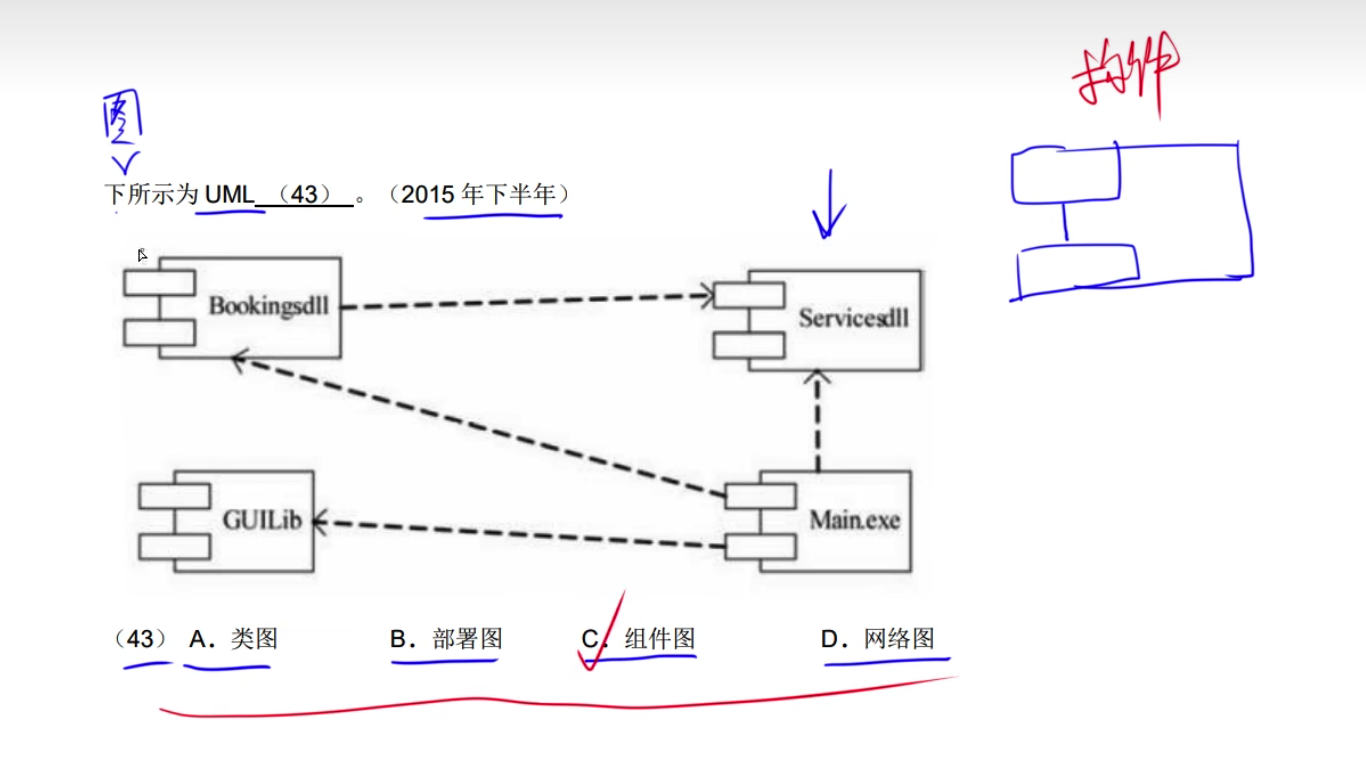 构件
图
下所示为 UML （43） 。（2015 年下半年）
Bookingsdll
Servicesdll
GUILib
Main.exe
（43） A．类图 B．部署图 C．组件图 D．网络图